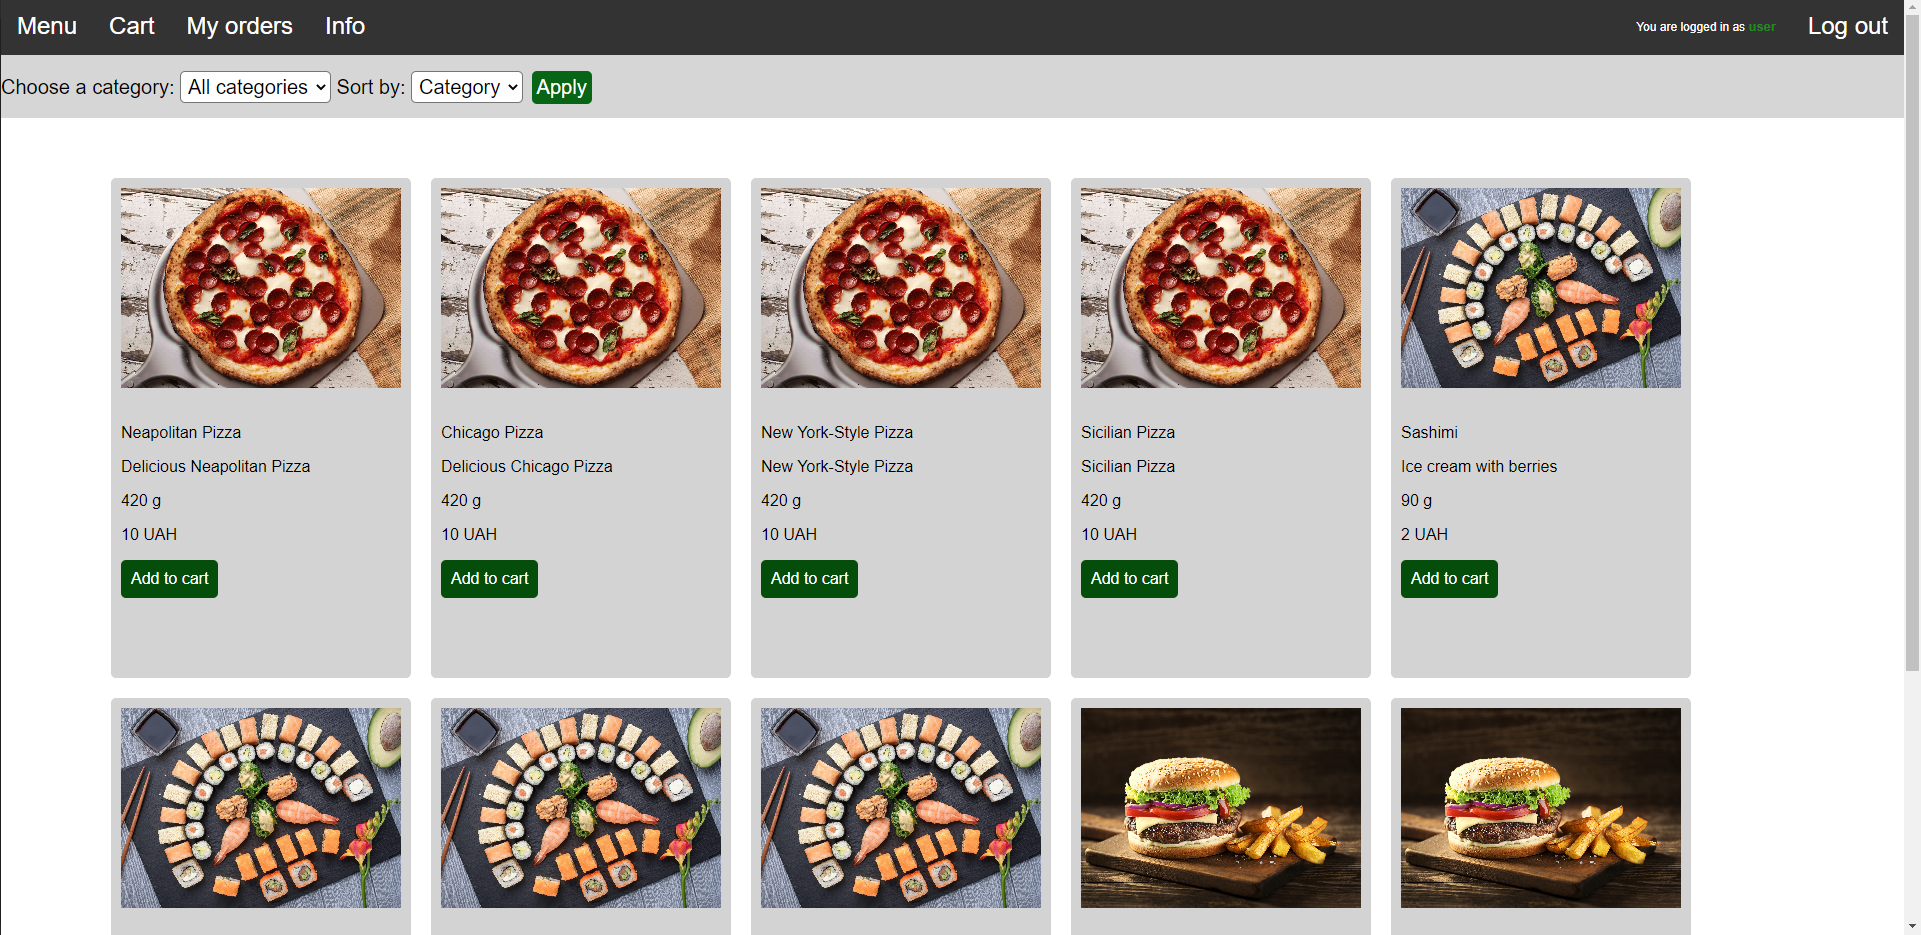 Menu Cart My orders Info You are logged in as user Log out
Choose a category: All categories Sort by: Category Apply
Neapolitan Pizza
Delicious Neapolitan Pizza
420 g
10 UAH
Add to cart
Chicago Pizza
Delicious Chicago Pizza
420 g
10 UAH
Add to cart
New York-Style Pizza
New York-Style Pizza
420 g
10 UAH
Add to cart
Sicilian Pizza
Sicilian Pizza
420 g
10 UAH
Add to cart
Sashimi
Ice cream with berries
90 g
2 UAH
Add to cart